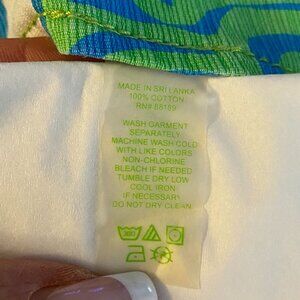 MADE IN SRI LANKA
100% COTTON
RN# 88189
WASH GARMENT
SEPARATELY
MACHINE WASH COLD
WITH LIKE COLORS
NON-CHLORINE
BLEACH IF NEEDED
TUMBLE DRY LOW
COOL IRON
IF NECESSARY
DO NOT DRY CLEAN